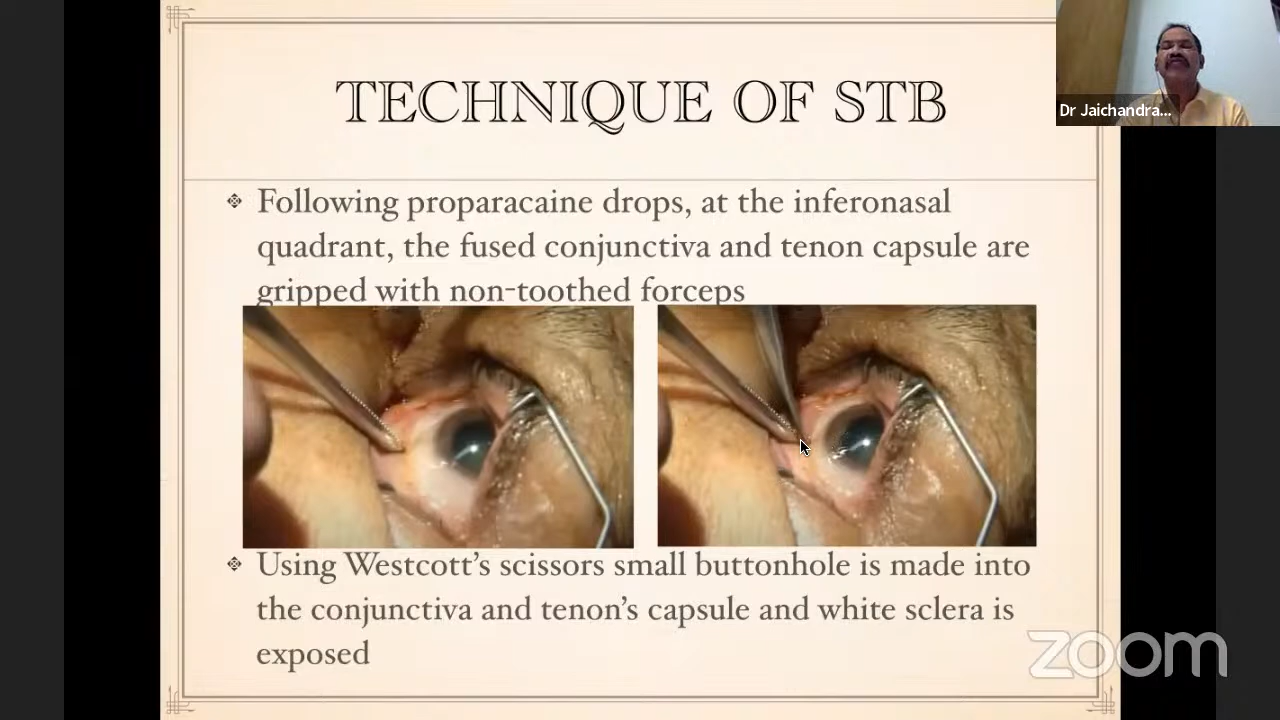 TECHNIQUE OF STB
Dr Jaichandra...
Following proparacaine drops, at the inferonasal
quadrant, the fused conjunctiva and tenon capsule are
gripped with non-toothed forceps
Using Westcott’s scissors small buttonhole is made into
the conjunctiva and tenon’s capsule and white sclera is
exposed
zoom